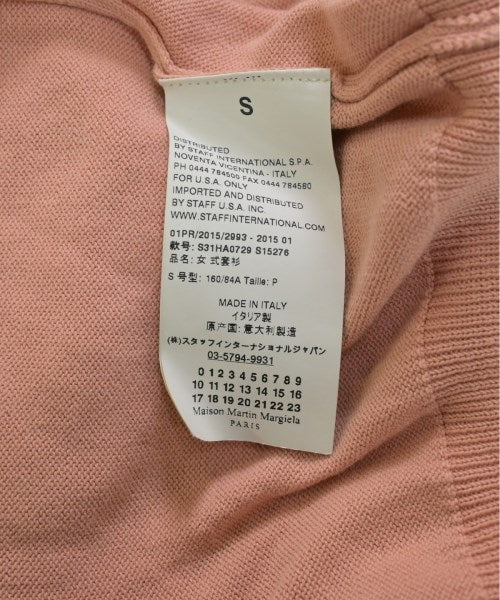 S
DISTRIBUTED
BY STAFF INTERNATIONAL S.P.A.
NOVENTA VICENTINA - ITALY
PH 0444 784500 FAX 0444 784580
FOR U.S.A. ONLY
IMPORTED AND DISTRIBUTED
BY STAFF U.S.A. INC.
WWW.STAFFINTERNATIONAL.COM
01PR/2015/2993 - 2015 01
款号: S31HA0729 S15276
品名: 女 式套衫
S 号型: 160/84A Taille: P
MADE IN ITALY
イタリア製
原产国: 意大利製造
(株)スタッフインターナショナルジャパン
03-5794-9931
0 1 2 3 4 5 6 7 8 9
10 11 12 13 14 15 16
17 18 19 20 21 22 23
Maison Martin Margiela
PARIS